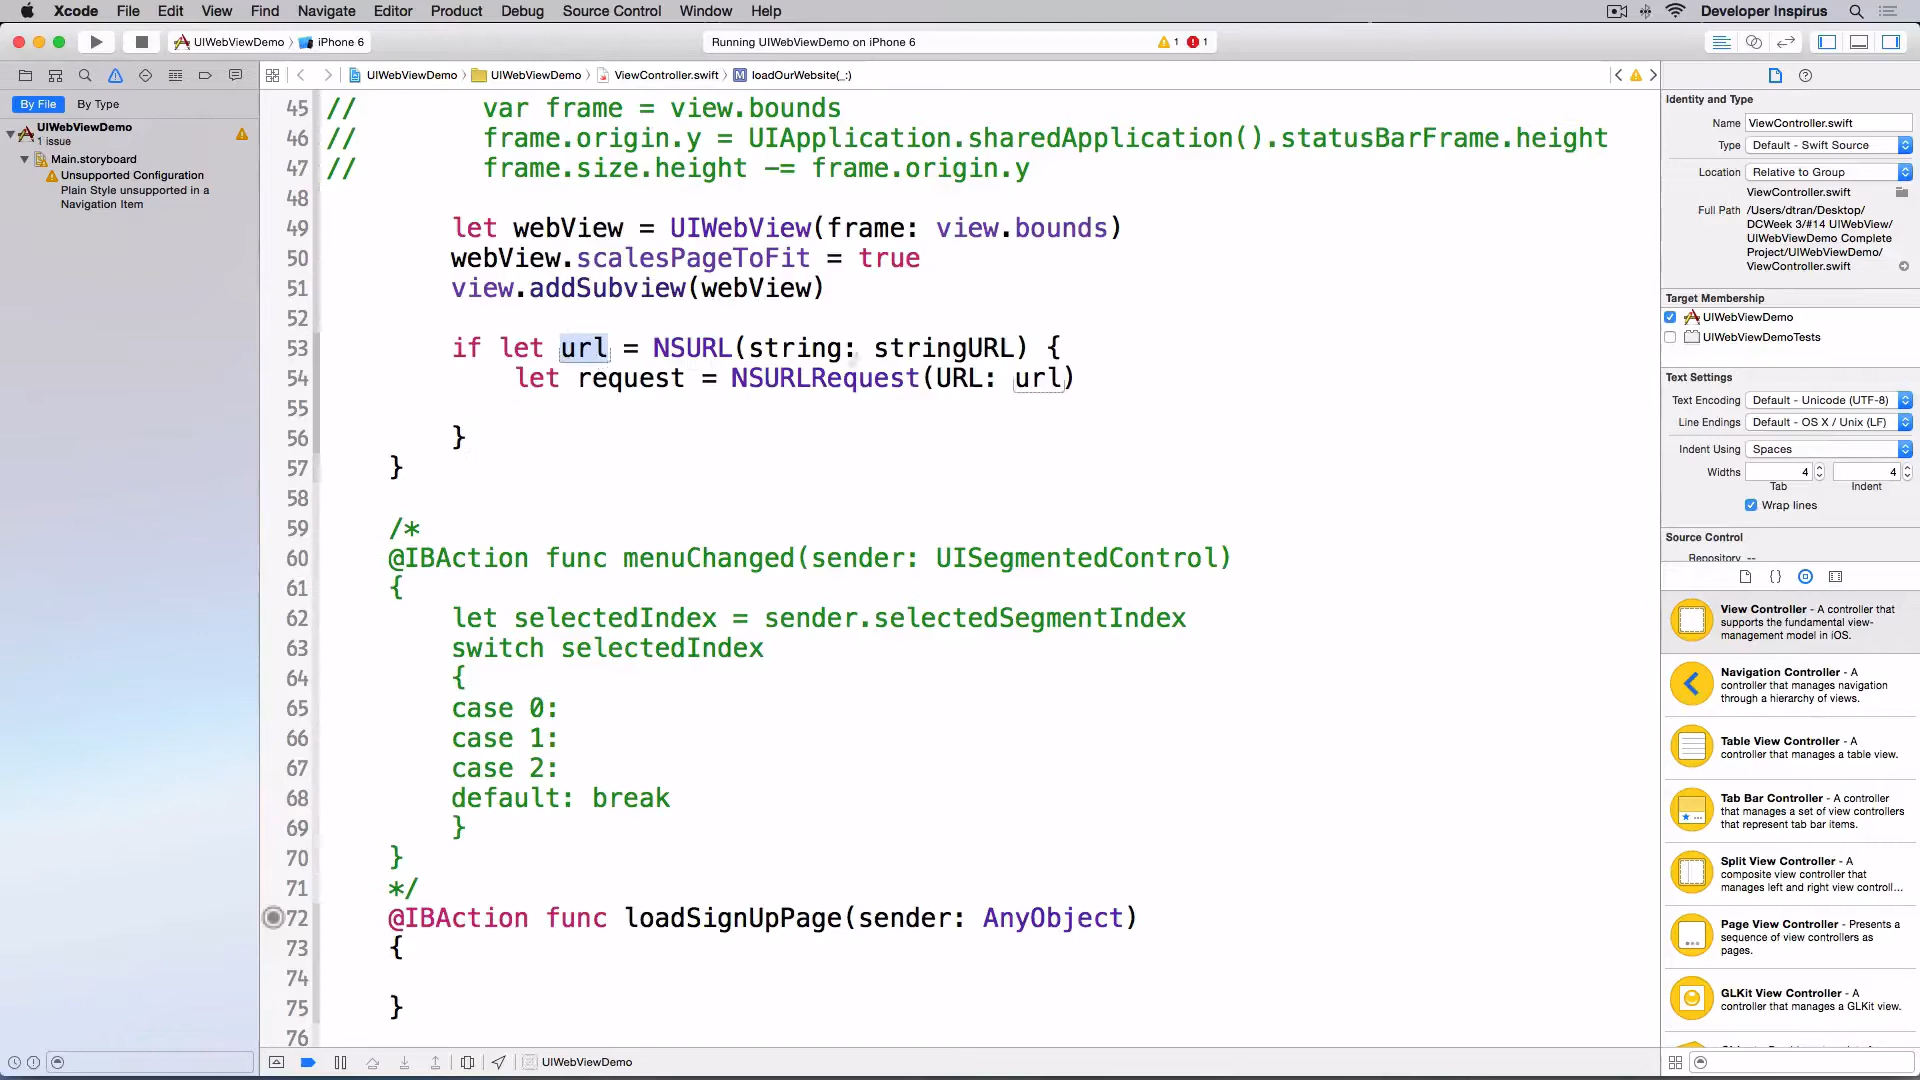 Xcode File Edit View Find Navigate Editor Product Debug Source Control Window Help Developer Inspirus
UIWebViewDemo iPhone 6 Running UIWebViewDemo on iPhone 6 1 1
UIWebViewDemo UIWebViewDemo ViewController.swift M loadOurWebsite(_:)
By File By Type
UIWebViewDemo
1 issue
Main.storyboard
Unsupported Configuration
Plain Style unsupported in a
Navigation Item
45 // var frame = view.bounds
46 // frame.origin.y = UIApplication.sharedApplication().statusBarFrame.height
47 // frame.size.height -= frame.origin.y
48
49 let webView = UIWebView(frame: view.bounds)
50 webView.scalesPageToFit = true
51 view.addSubview(webView)
52
53 if let url = NSURL(string: stringURL) {
54 let request = NSURLRequest(URL: url)
55
56 }
57 }
58
59 /*
60 @IBAction func menuChanged(sender: UISegmentedControl)
61 {
62 let selectedIndex = sender.selectedSegmentIndex
63 switch selectedIndex
64 {
65 case 0:
66 case 1:
67 case 2:
68 default: break
69 }
70 }
71 */
72 @IBAction func loadSignUpPage(sender: AnyObject)
73 {
74
75 }
76
UIWebViewDemo
Identity and Type
Name ViewController.swift
Type Default - Swift Source
Location Relative to Group
ViewController.swift
Full Path /Users/dtran/Desktop/
DCWeek 3/#14 UIWebView/
UIWebViewDemo Complete
Project/UIWebViewDemo/
ViewController.swift
Target Membership
UIWebViewDemo
UIWebViewDemoTests
Text Settings
Text Encoding Default - Unicode (UTF-8)
Line Endings Default - OS X / Unix (LF)
Indent Using Spaces
Widths 4 4
Tab Indent
Wrap lines
Source Control
Repository --
View Controller - A controller that
supports the fundamental view-
management model in iOS.
Navigation Controller - A
controller that manages navigation
through a hierarchy of views.
Table View Controller - A
controller that manages a table view.
Tab Bar Controller - A controller
that manages a set of view controllers
that represent tab bar items.
Split View Controller - A
composite view controller that
manages left and right view controll...
Page View Controller - Presents a
sequence of view controllers as
pages.
GLKit View Controller - A
controller that manages a GLKit view.